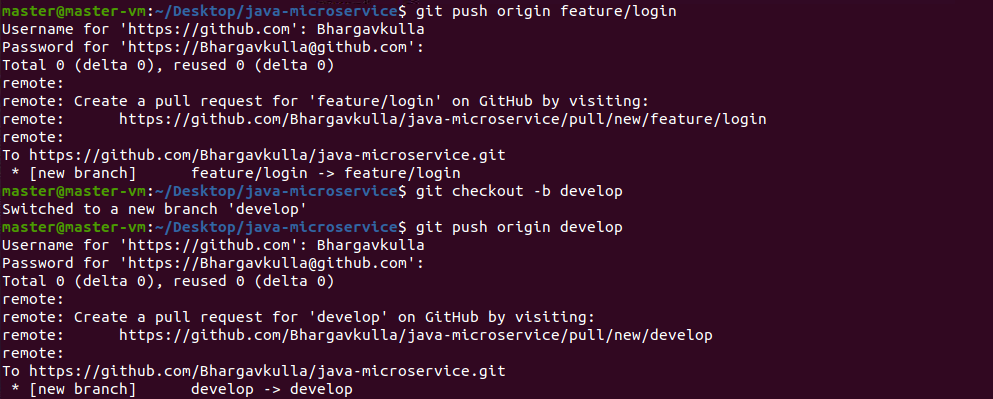 master@master-vm:~/Desktop/java-microservice$ git push origin feature/login
Username for 'https://github.com': Bhargavkulla
Password for 'https://Bhargavkulla@github.com':
Total 0 (delta 0), reused 0 (delta 0)
remote:
remote: Create a pull request for 'feature/login' on GitHub by visiting:
remote:      https://github.com/Bhargavkulla/java-microservice/pull/new/feature/login
remote:
To https://github.com/Bhargavkulla/java-microservice.git
 * [new branch]      feature/login -> feature/login
master@master-vm:~/Desktop/java-microservice$ git checkout -b develop
Switched to a new branch 'develop'
master@master-vm:~/Desktop/java-microservice$ git push origin develop
Username for 'https://github.com': Bhargavkulla
Password for 'https://Bhargavkulla@github.com':
Total 0 (delta 0), reused 0 (delta 0)
remote:
remote: Create a pull request for 'develop' on GitHub by visiting:
remote:      https://github.com/Bhargavkulla/java-microservice/pull/new/develop
remote:
To https://github.com/Bhargavkulla/java-microservice.git
 * [new branch]      develop -> develop